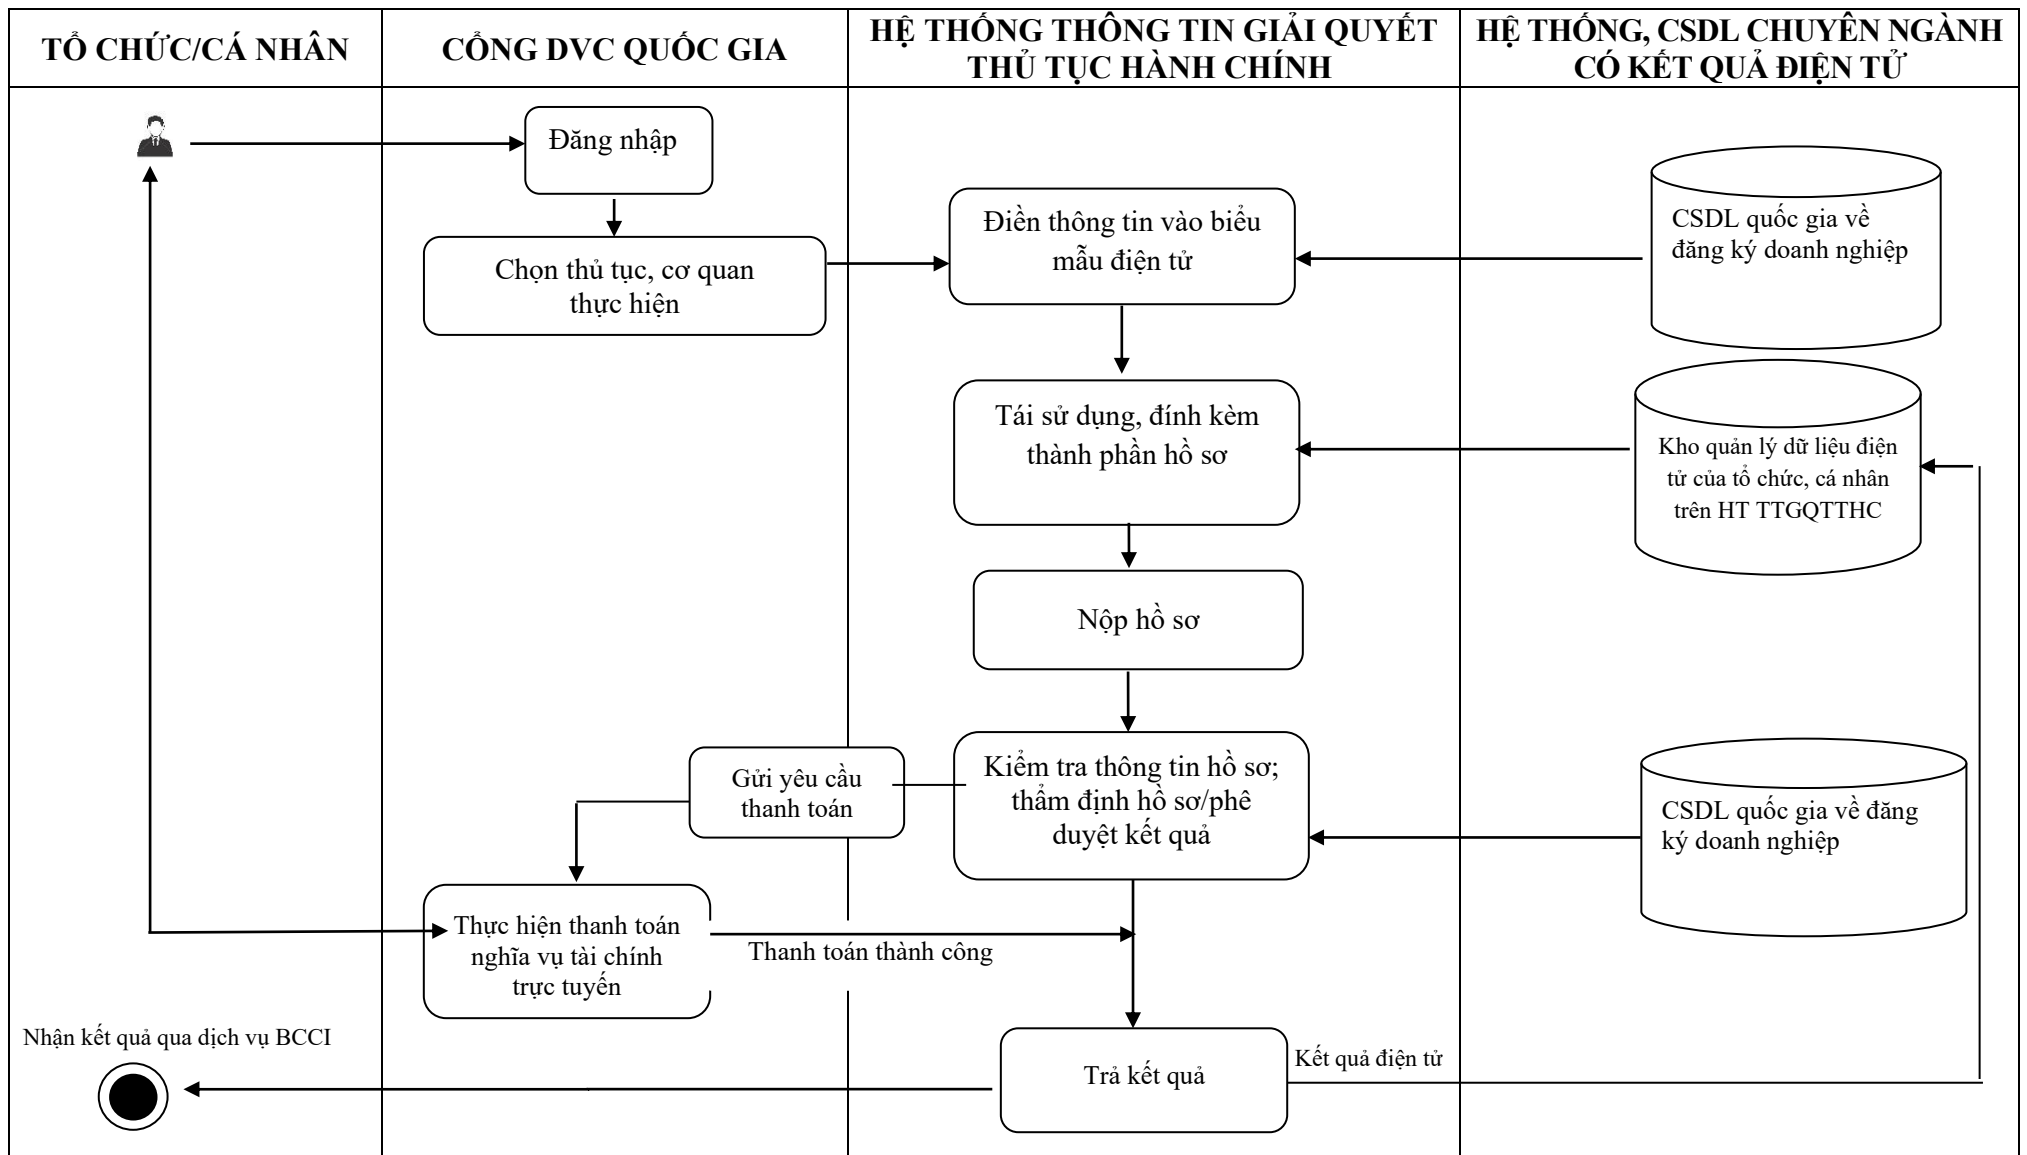 TỔ CHỨC/CÁ NHÂN
CỔNG DVC QUỐC GIA
HỆ THỐNG THÔNG TIN GIẢI QUYẾT
THỦ TỤC HÀNH CHÍNH
HỆ THỐNG, CSDL CHUYÊN NGÀNH
CÓ KẾT QUẢ ĐIỆN TỬ
Đăng nhập
Chọn thủ tục, cơ quan
thực hiện
Điền thông tin vào biểu
mẫu điện tử
CSDL quốc gia về
đăng ký doanh nghiệp
Tái sử dụng, đính kèm
thành phần hồ sơ
Kho quản lý dữ liệu điện
tử của tổ chức, cá nhân
trên HT TTGQTTHC
Nộp hồ sơ
Gửi yêu cầu
thanh toán
Kiểm tra thông tin hồ sơ;
thẩm định hồ sơ/phê
duyệt kết quả
CSDL quốc gia về đăng
ký doanh nghiệp
Thực hiện thanh toán
nghĩa vụ tài chính
trực tuyến
Thanh toán thành công
Nhận kết quả qua dịch vụ BCCI
Trả kết quả
Kết quả điện tử